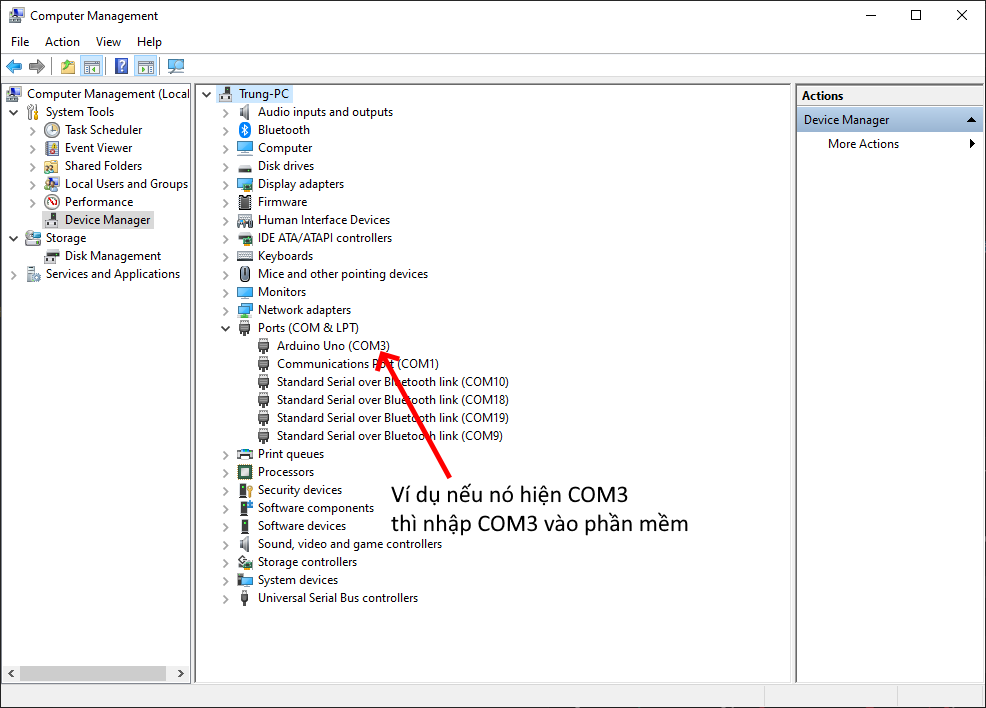 Computer Management
File Action View Help
Computer Management (Local
System Tools
Task Scheduler
Event Viewer
Shared Folders
Local Users and Groups
Performance
Device Manager
Storage
Disk Management
Services and Applications
Trung-PC
Audio inputs and outputs
Bluetooth
Computer
Disk drives
Display adapters
Firmware
Human Interface Devices
IDE ATA/ATAPI controllers
Keyboards
Mice and other pointing devices
Monitors
Network adapters
Ports (COM & LPT)
Arduino Uno (COM3)
Communications Port (COM1)
Standard Serial over Bluetooth link (COM10)
Standard Serial over Bluetooth link (COM18)
Standard Serial over Bluetooth link (COM19)
Standard Serial over Bluetooth link (COM9)
Print queues
Processors
Security devices
Software components
Software devices
Sound, video and game controllers
Storage controllers
System devices
Universal Serial Bus controllers
Ví dụ nếu nó hiện COM3
thì nhập COM3 vào phần mềm
Actions
Device Manager
More Actions